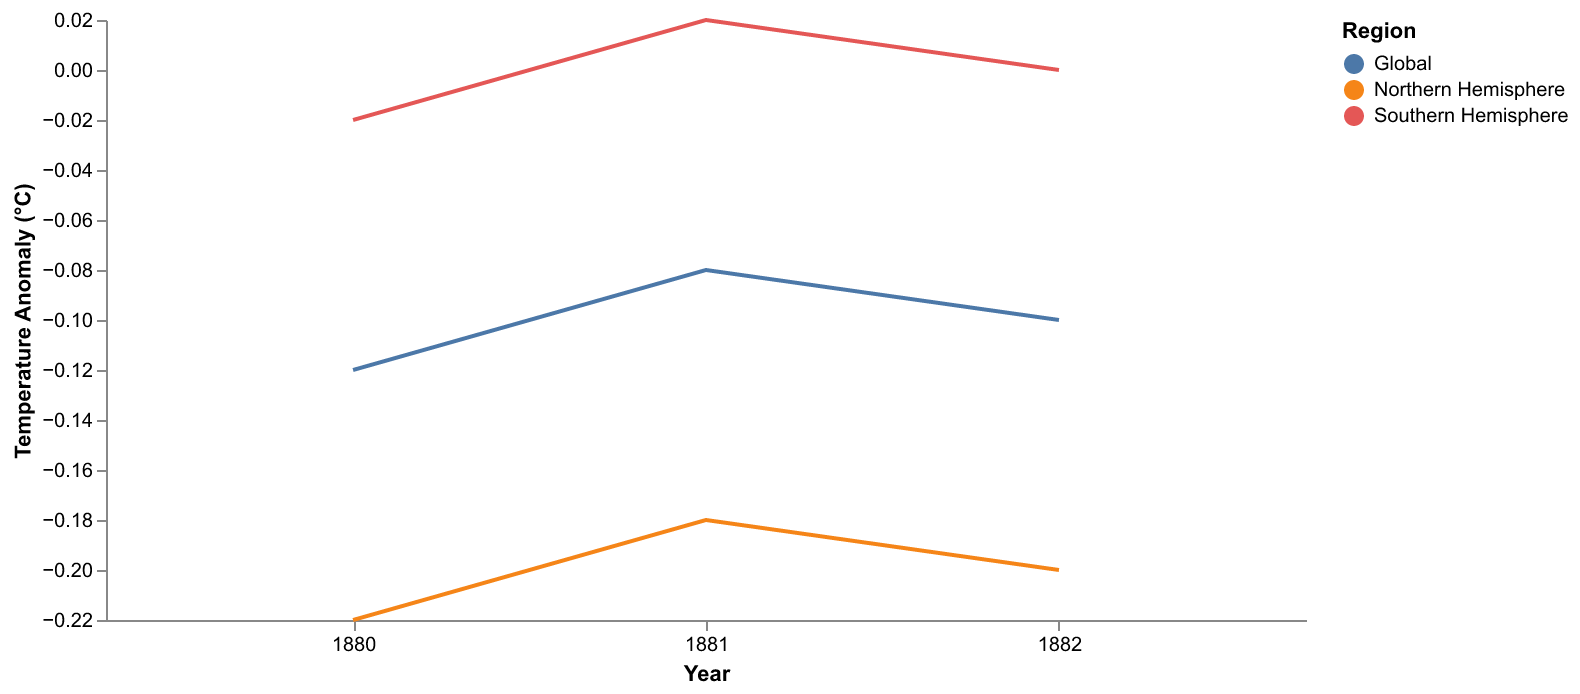 0.02
0.00
−0.02
−0.04
−0.06
−0.08
−0.10
−0.12
−0.14
−0.16
−0.18
−0.20
−0.22
Temperature Anomaly (°C)
1880 1881 1882
Year
Region
Global
Northern Hemisphere
Southern Hemisphere